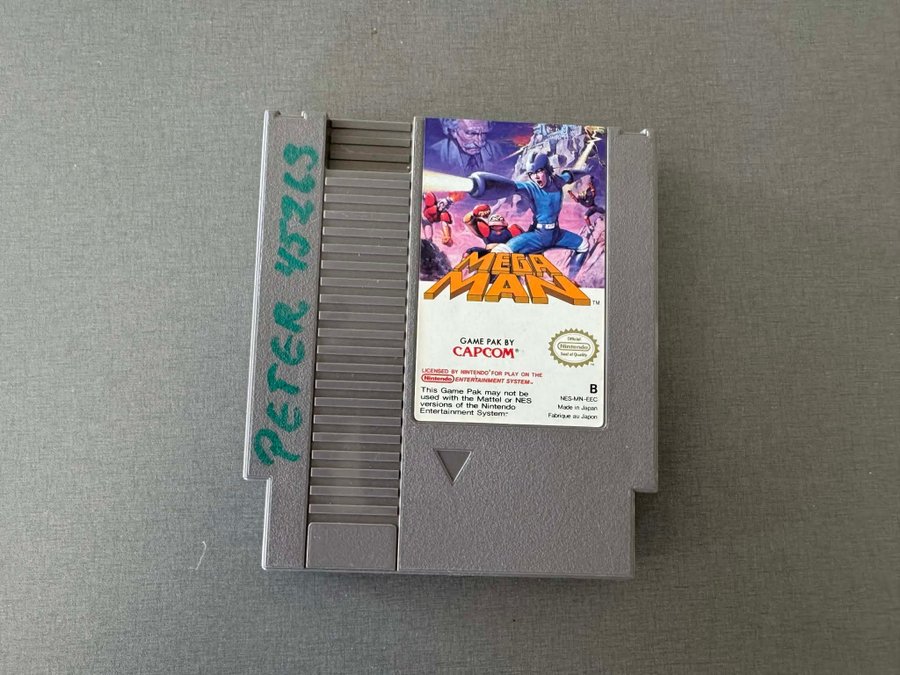 PETER 45263
MEGA
MAN™
GAME PAK BY
CAPCOM®
Official
Nintendo
Seal of Quality
LICENSED BY NINTENDO® FOR PLAY ON THE
Nintendo ENTERTAINMENT SYSTEM™
This Game Pak may not be
used with the Mattel or NES
versions of the Nintendo
Entertainment System®
B
NES-MN-EEC
Made in Japan
Fabriqué au Japon